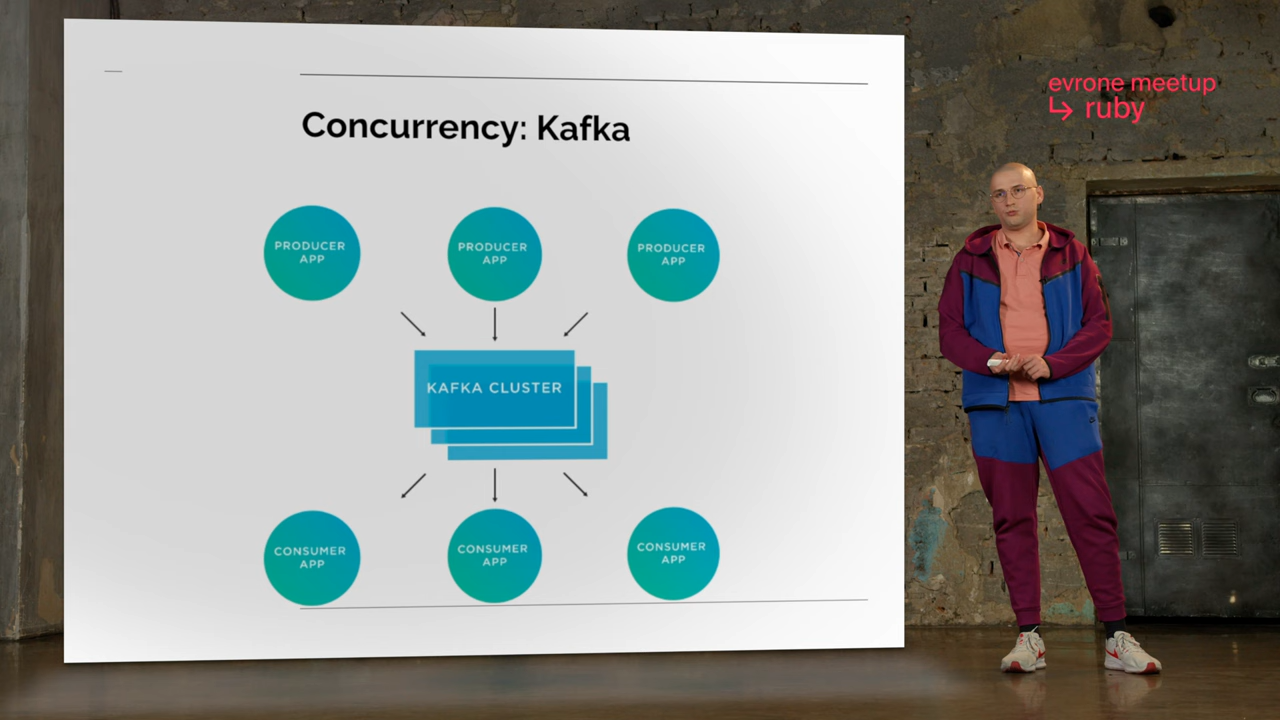 Concurrency: Kafka
PRODUCER
APP
PRODUCER
APP
PRODUCER
APP
KAFKA CLUSTER
CONSUMER
APP
CONSUMER
APP
CONSUMER
APP
evrone meetup
↳ ruby